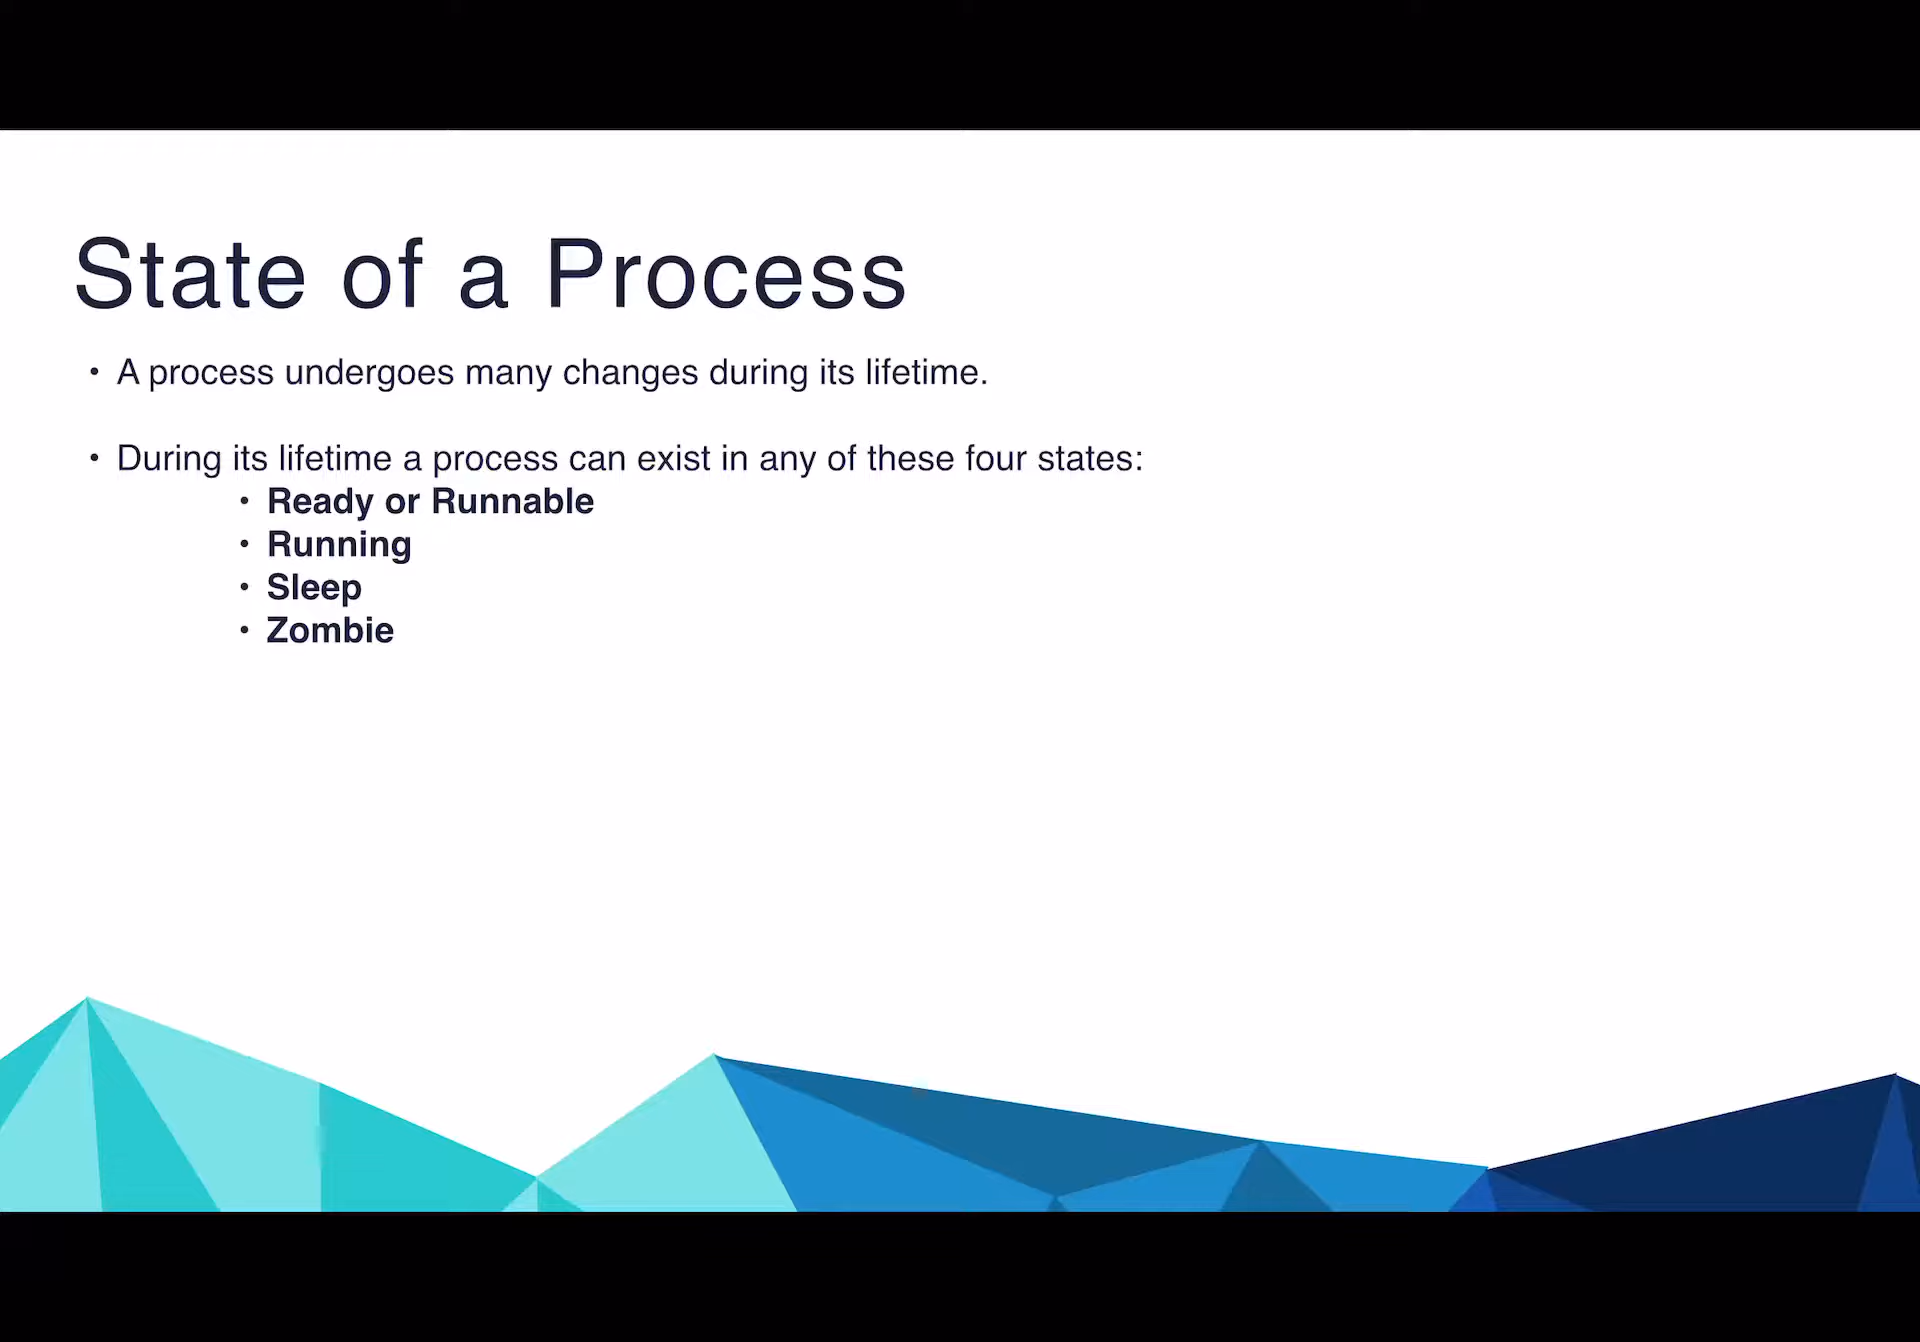 State of a Process
• A process undergoes many changes during its lifetime.
• During its lifetime a process can exist in any of these four states:
• Ready or Runnable
• Running
• Sleep
• Zombie